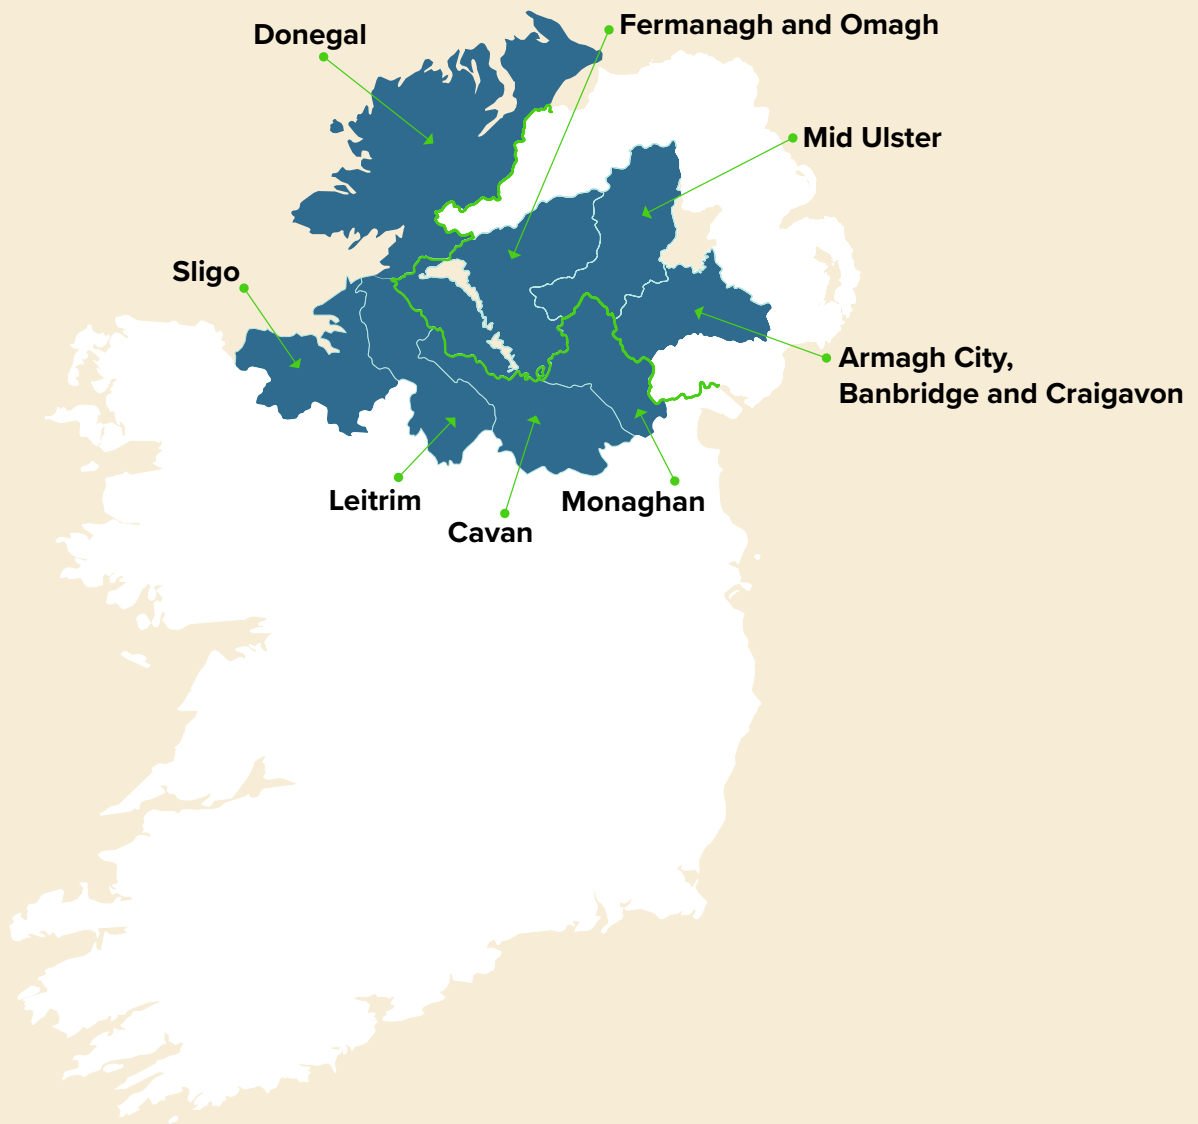 Fermanagh and Omagh
Donegal
Mid Ulster
Sligo
Armagh City,
Banbridge and Craigavon
Leitrim
Monaghan
Cavan